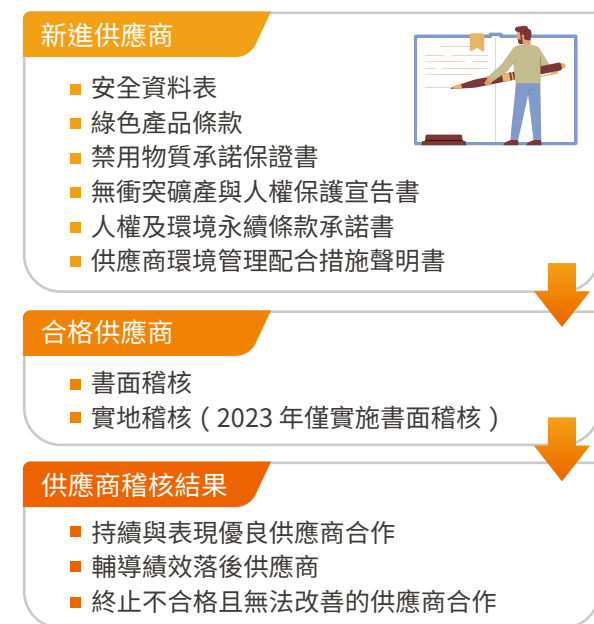 新進供應商
安全資料表
綠色產品條款
禁用物質承諾保證書
無衝突礦產與人權保護宣告書
人權及環境永續條款承諾書
供應商環境管理配合措施聲明書
合格供應商
書面稽核
實地稽核（2023 年僅實施書面稽核）
供應商稽核結果
持續與表現優良供應商合作
輔導績效落後供應商
終止不合格且無法改善的供應商合作